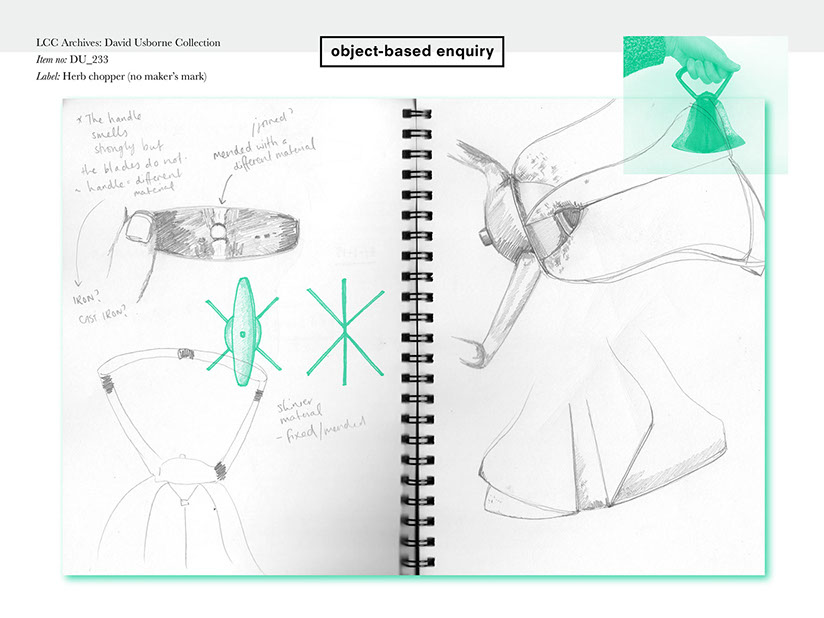 LCC Archives: David Usborne Collection
Item no: DU_233
Label: Herb chopper (no maker's mark)
object-based enquiry
* The handle
smells
strongly but
the blades do not.
~ handle = different
material
joined?
mended with a
different material
IRON?
CAST IRON?
shinier
material
- fixed/mended